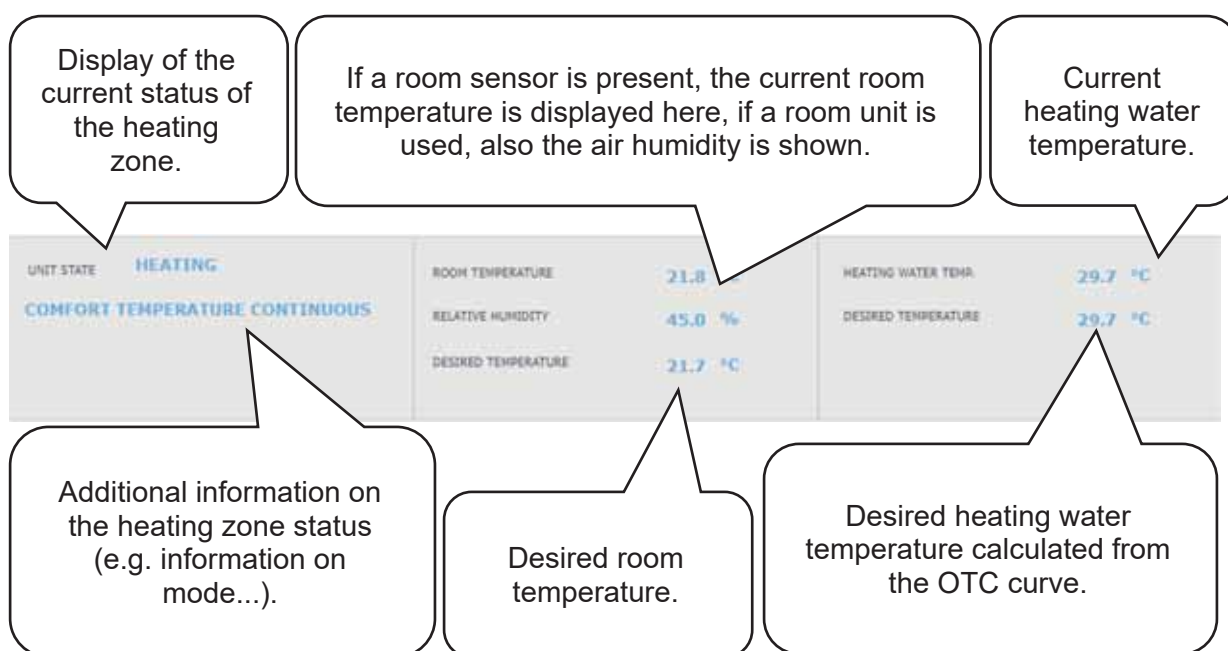 Display of the
current status of
the heating
zone.
If a room sensor is present, the current room
temperature is displayed here, if a room unit is
used, also the air humidity is shown.
Current
heating water
temperature.
UNIT STATE HEATING
COMFORT TEMPERATURE CONTINUOUS
ROOM TEMPERATURE 21.8
RELATIVE HUMIDITY 45.0 %
DESIRED TEMPERATURE 21.7 °C
HEATING WATER TEMP. 29.7 °C
DESIRED TEMPERATURE 29.7 °C
Additional information on
the heating zone status
(e.g. information on
mode...).
Desired room
temperature.
Desired heating water
temperature calculated from
the OTC curve.